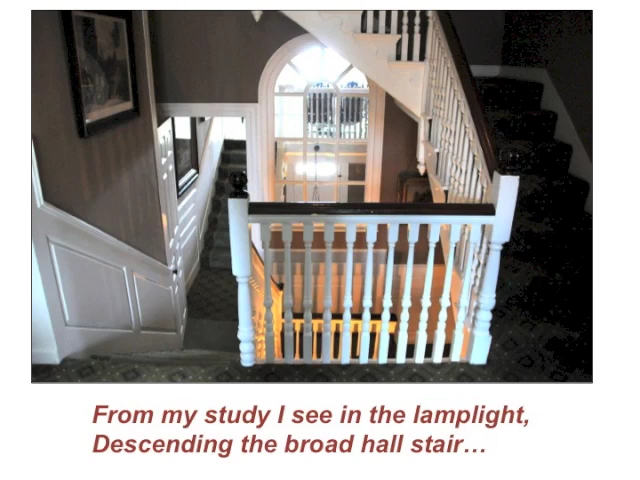 From my study I see in the lamplight,
Descending the broad hall stair…